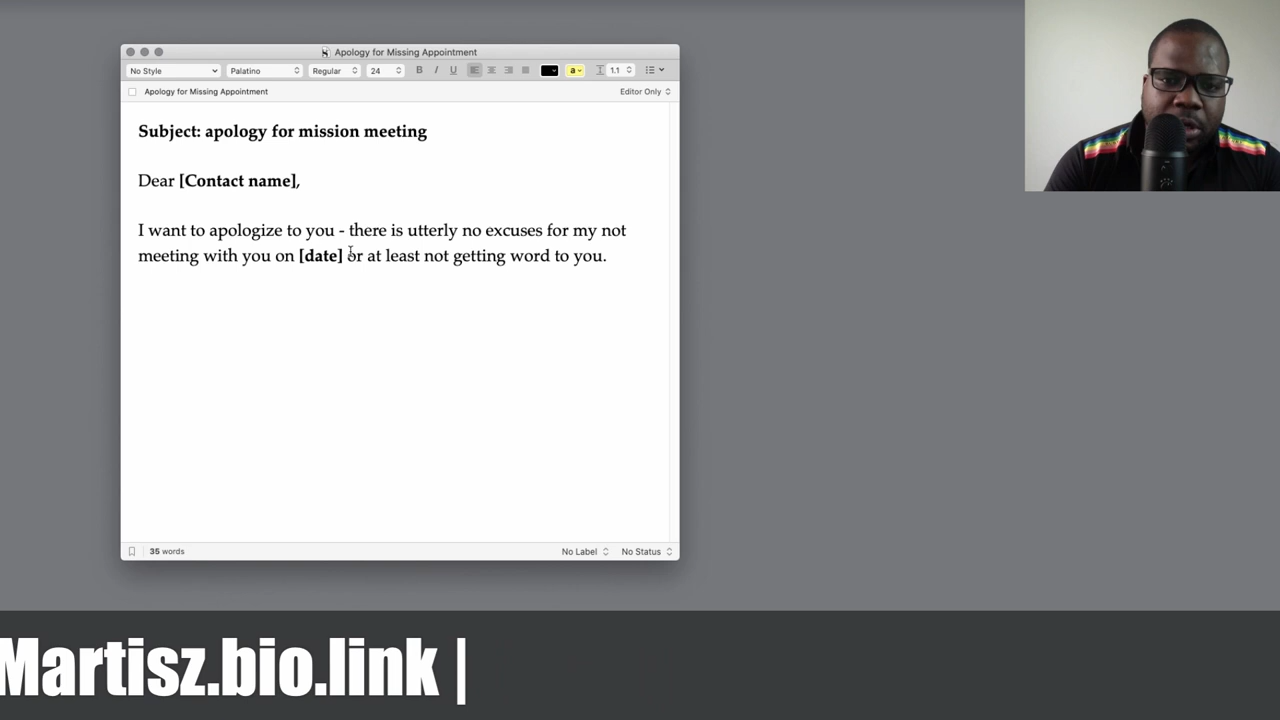 Apology for Missing Appointment
No Style Palatino Regular 24 B I U a 1.1
Apology for Missing Appointment Editor Only
Subject: apology for mission meeting
Dear [Contact name],
I want to apologize to you - there is utterly no excuses for my not
meeting with you on [date] or at least not getting word to you.
35 words No Label No Status
Martisz.bio.link |